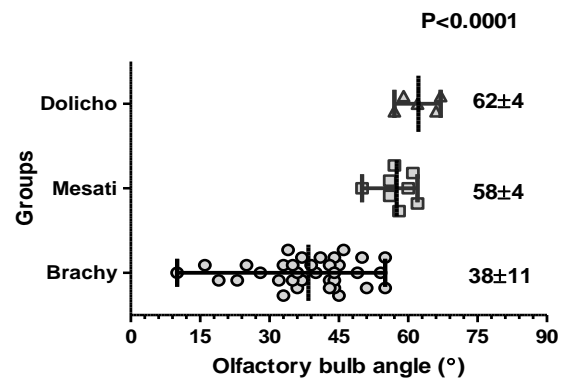 P<0.0001
Dolicho
62±4
Mesati
58±4
Brachy
38±11
Groups
0 15 30 45 60 75 90
Olfactory bulb angle (°)